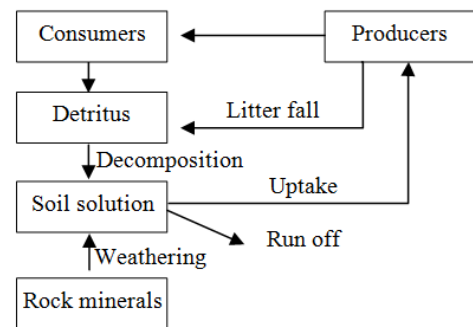 Consumers
Producers
Litter fall
Detritus
Decomposition
Uptake
Soil solution
Run off
Weathering
Rock minerals